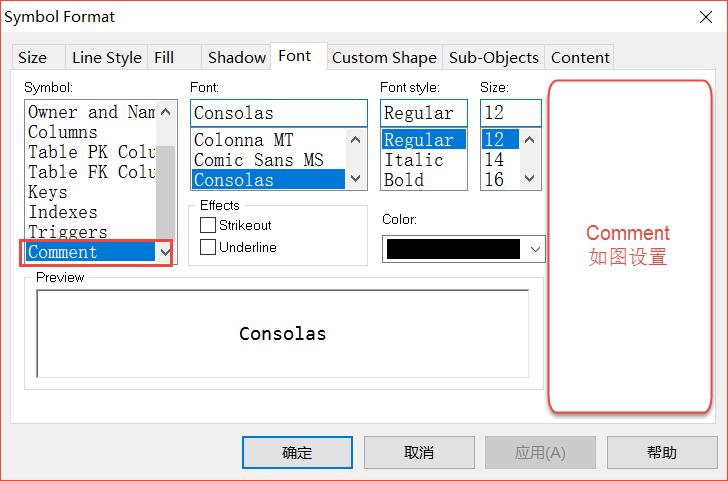 Symbol Format
Size Line Style Fill Shadow Font Custom Shape Sub-Objects Content
Symbol:
Owner and Nam
Columns
Table PK Colu
Table FK Colu
Keys
Indexes
Triggers
Comment
Font:
Consolas
Colonna MT
Comic Sans MS
Consolas
Font style:
Regular
Regular
Italic
Bold
Size:
12
12
14
16
Effects
Strikeout
Underline
Color:
Comment
如图设置
Preview
Consolas
确定 取消 应用(A) 帮助